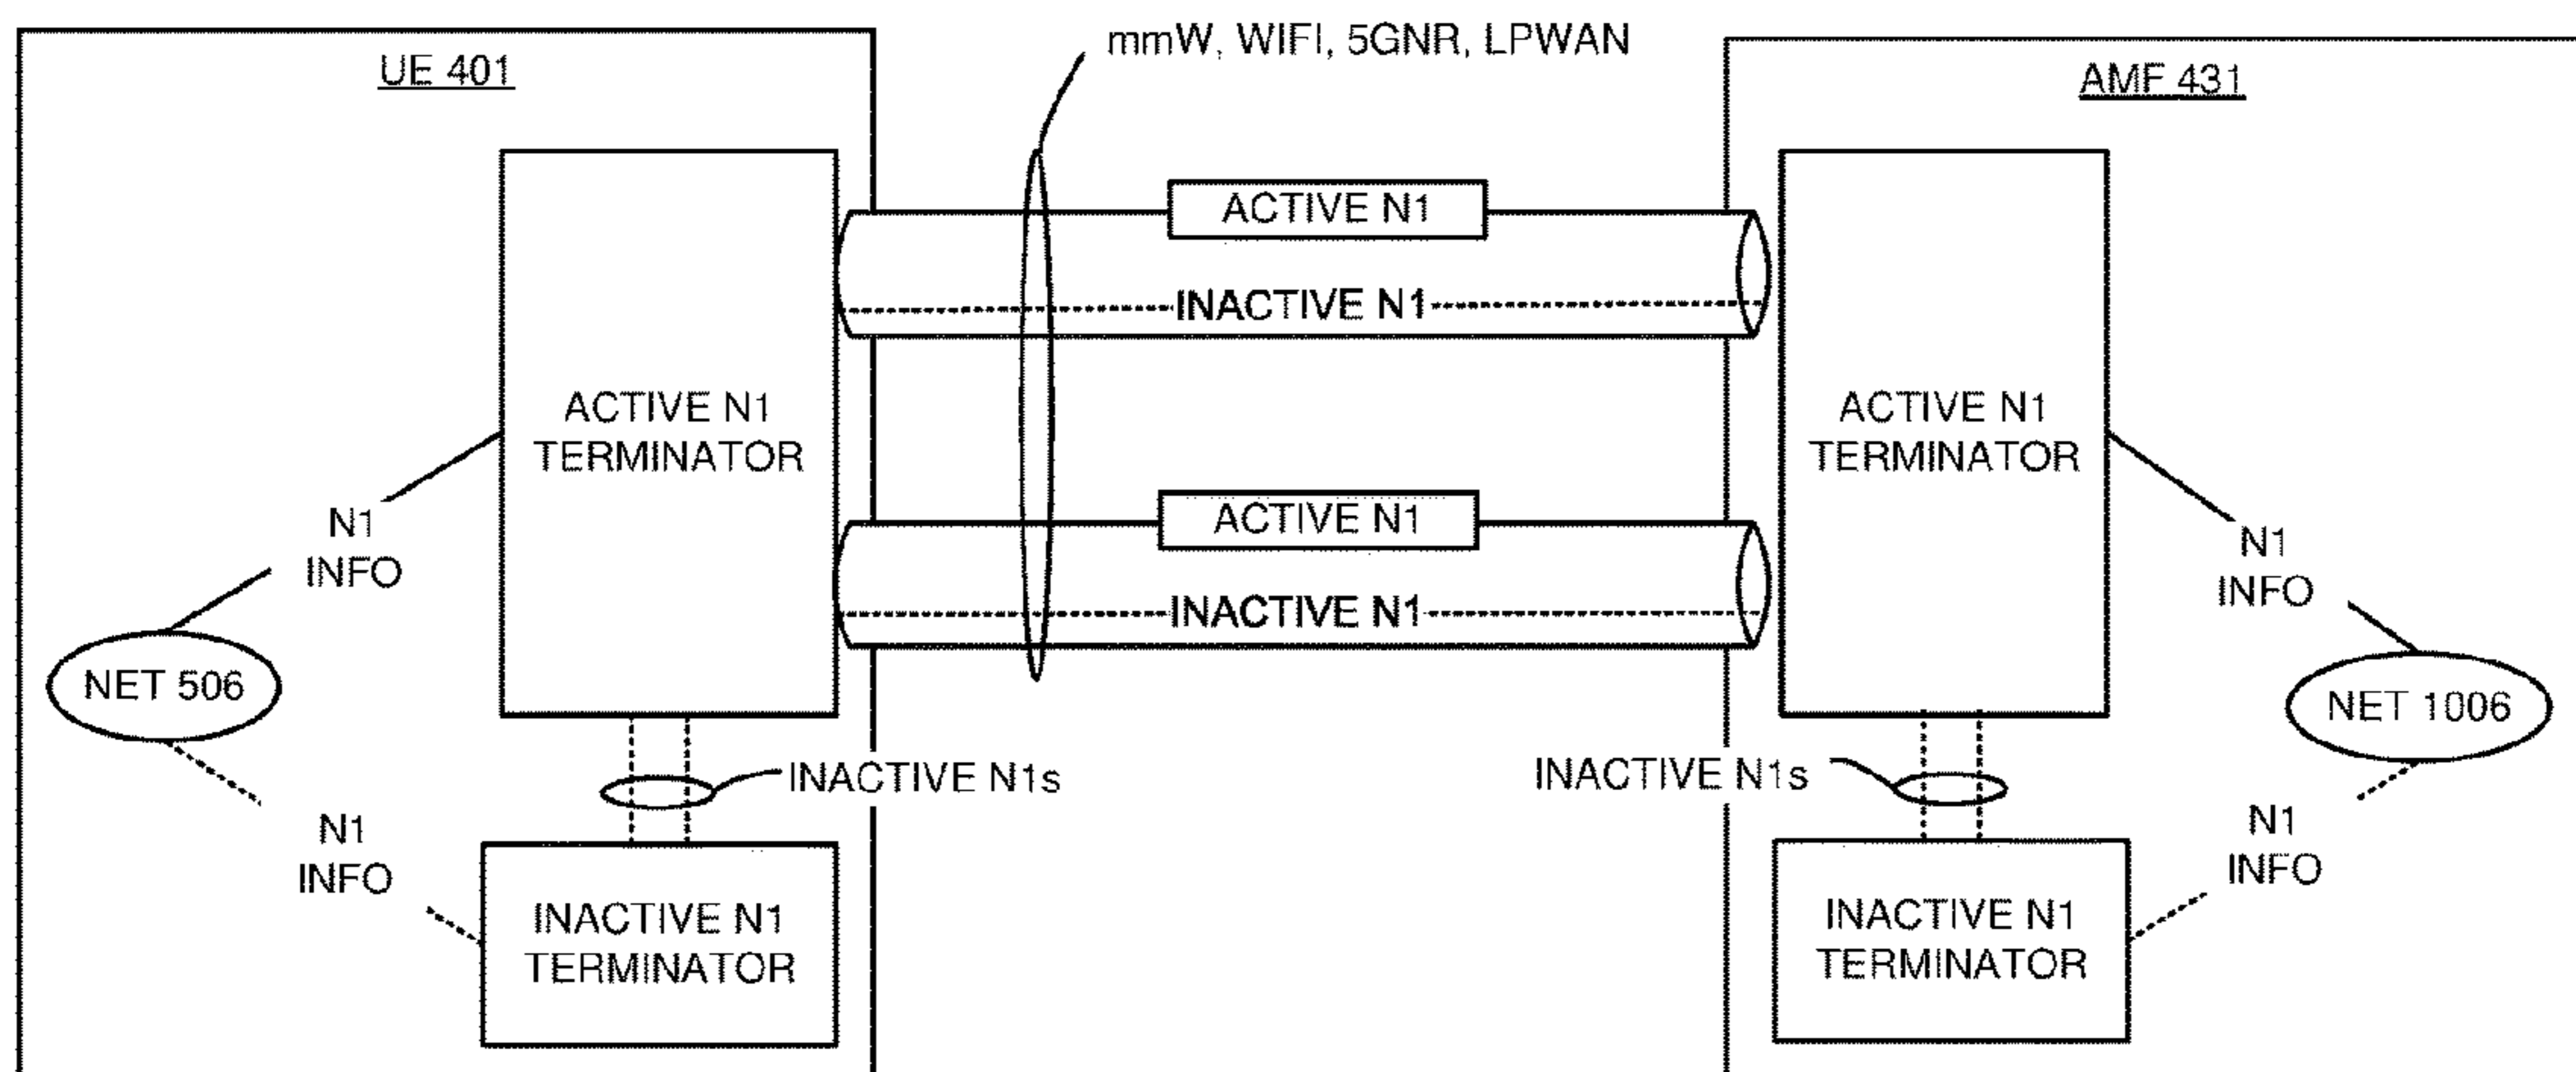 mmW, WIFI, 5GNR, LPWAN
UE 401
AMF 431
ACTIVE N1
INACTIVE N1
ACTIVE N1
TERMINATOR
ACTIVE N1
TERMINATOR
ACTIVE N1
INACTIVE N1
N1
INFO
N1
INFO
NET 506
NET 1006
INACTIVE N1s
INACTIVE N1s
N1
INFO
N1
INFO
INACTIVE N1
TERMINATOR
INACTIVE N1
TERMINATOR